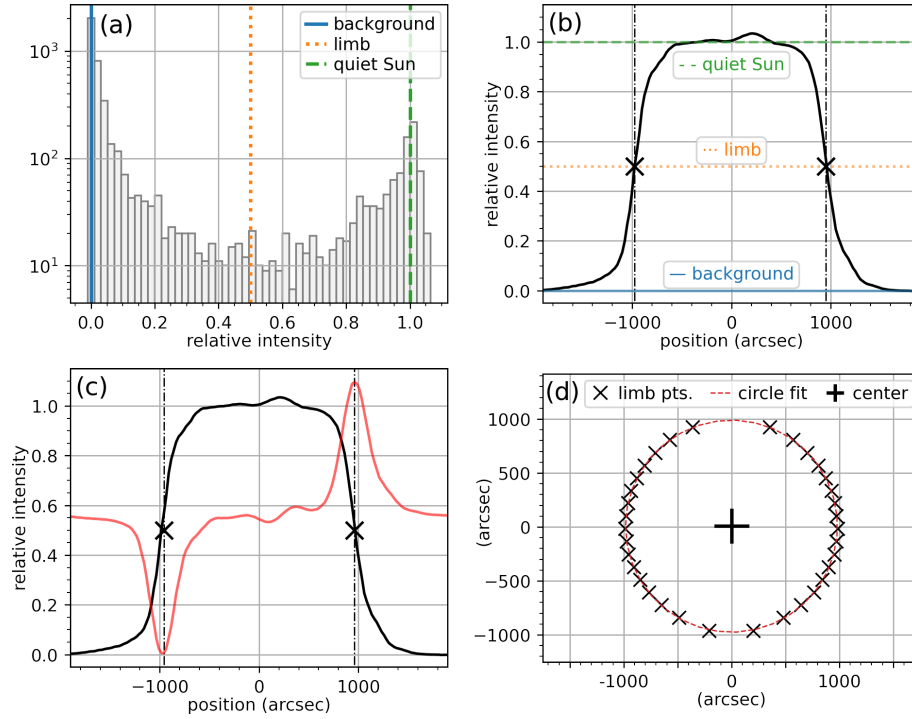 (a)
background
limb
quiet Sun
10³
10²
10¹
0.0 0.2 0.4 0.6 0.8 1.0
relative intensity
(b)
relative intensity
1.0
0.8
0.6
0.4
0.2
0.0
quiet Sun
limb
background
−1000 0 1000
position (arcsec)
(c)
relative intensity
1.0
0.8
0.6
0.4
0.2
0.0
−1000 0 1000
position (arcsec)
(d)
limb pts. circle fit center
(arcsec)
1000
500
0
−500
−1000
-1000 0 1000
(arcsec)